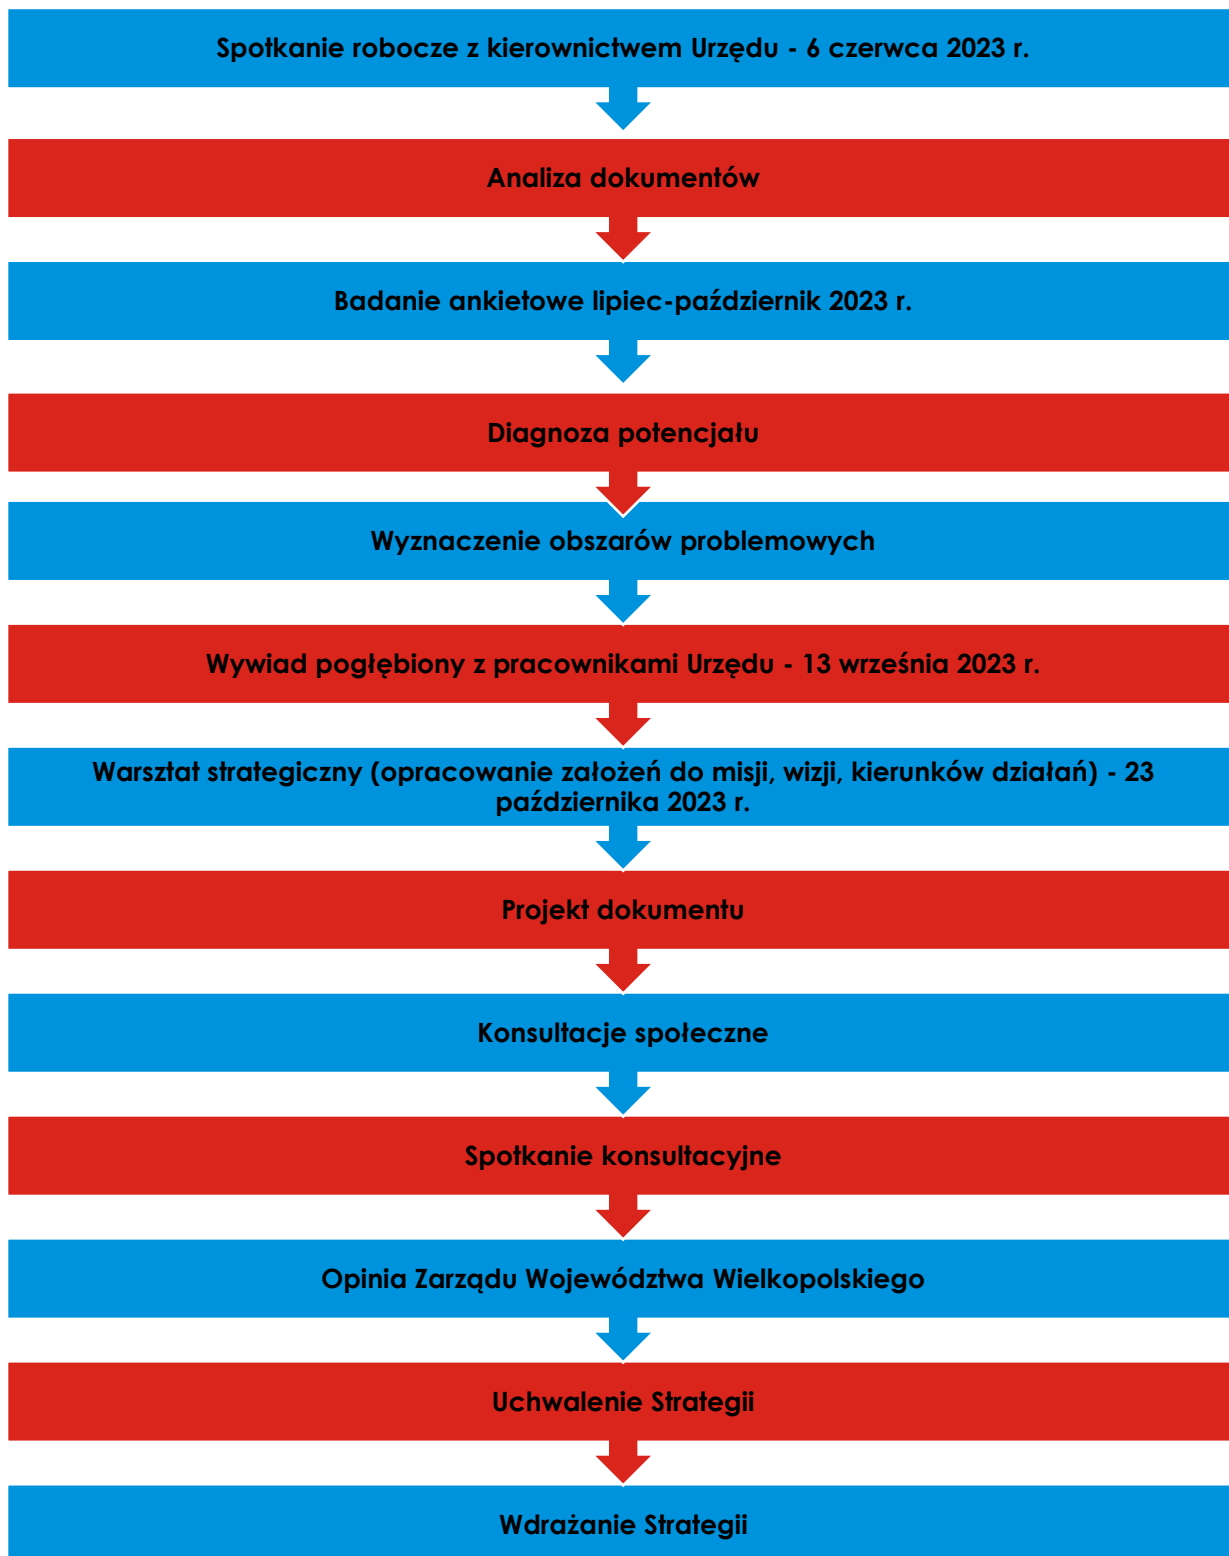 Spotkanie robocze z kierownictwem Urzędu - 6 czerwca 2023 r.
Analiza dokumentów
Badanie ankietowe lipiec-październik 2023 r.
Diagnoza potencjału
Wyznaczenie obszarów problemowych
Wywiad pogłębiony z pracownikami Urzędu - 13 września 2023 r.
Warsztat strategiczny (opracowanie założeń do misji, wizji, kierunków działań) - 23
października 2023 r.
Projekt dokumentu
Konsultacje społeczne
Spotkanie konsultacyjne
Opinia Zarządu Województwa Wielkopolskiego
Uchwalenie Strategii
Wdrażanie Strategii